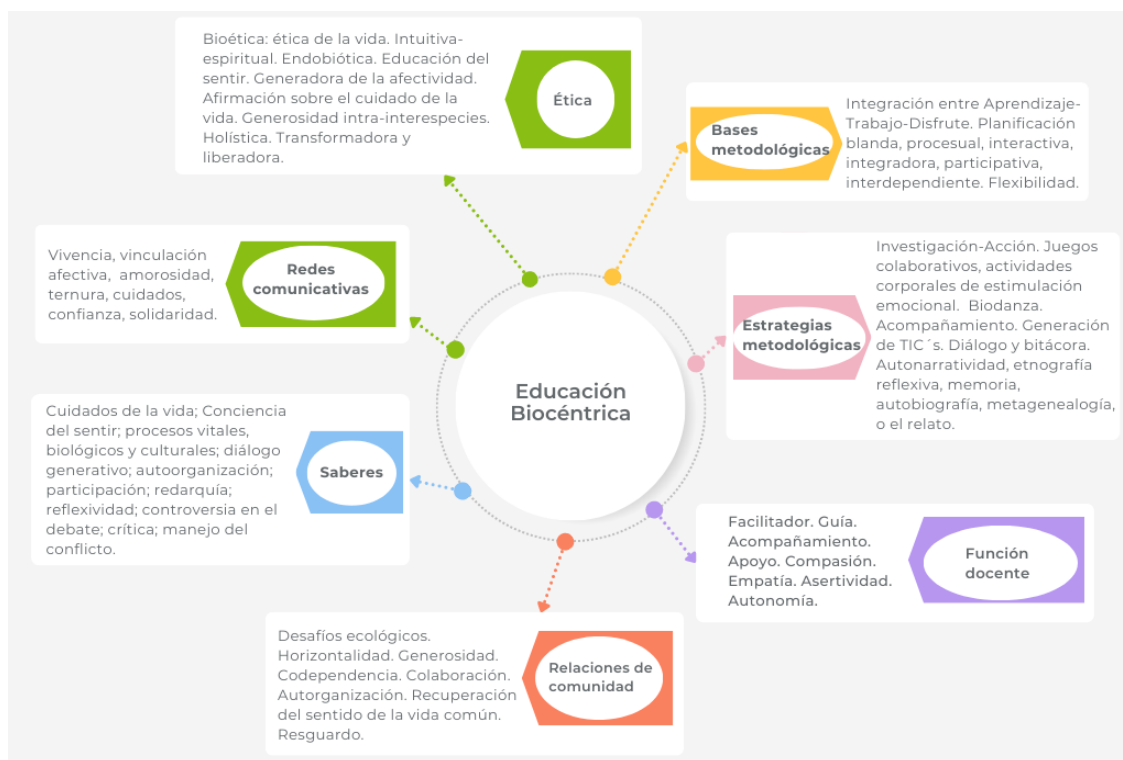 Bioética: ética de la vida. Intuitiva-
espiritual. Endobiótica. Educación del
sentir. Generadora de la afectividad.
Afirmación sobre el cuidado de la
vida. Generosidad intra-interespecies.
Holística. Transformadora y
liberadora.
Ética
Bases
metodológicas
Integración entre Aprendizaje-
Trabajo-Disfrute. Planificación
blanda, procesual, interactiva,
integradora, participativa,
interdependiente. Flexibilidad.
Vivencia, vinculación
afectiva, amorosidad,
ternura, cuidados,
confianza, solidaridad.
Redes
comunicativas
Estrategias
metodológicas
Investigación-Acción. Juegos
colaborativos, actividades
corporales de estimulación
emocional. Biodanza.
Acompañamiento. Generación
de TIC´s. Diálogo y bitácora.
Autonarratividad, etnografía
reflexiva, memoria,
autobiografía, metagenealogía,
o el relato.
Educación
Biocéntrica
Cuidados de la vida; Conciencia
del sentir; procesos vitales,
biológicos y culturales; diálogo
generativo; autoorganización;
participación; redarquía;
reflexividad; controversia en el
debate; crítica; manejo del
conflicto.
Saberes
Facilitador. Guía.
Acompañamiento.
Apoyo. Compasión.
Empatía. Asertividad.
Autonomía.
Función
docente
Desafíos ecológicos.
Horizontalidad. Generosidad.
Codependencia. Colaboración.
Autorganización. Recuperación
del sentido de la vida común.
Resguardo.
Relaciones de
comunidad